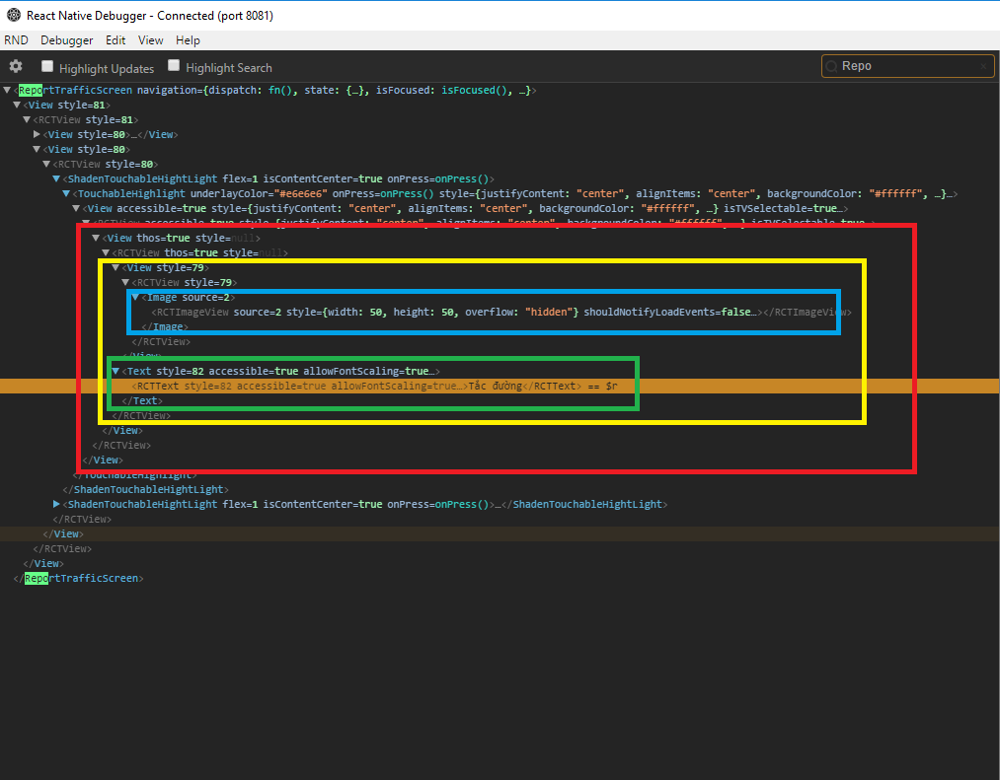 React Native Debugger - Connected (port 8081)
RND Debugger Edit View Help
Highlight Updates Highlight Search Repo
<ReportTrafficScreen navigation={dispatch: fn(), state: {…}, isFocused: isFocused(), …}>
<View style=81>
<RCTView style=81>
<View style=80>…</View>
<View style=80>
<RCTView style=80>
<ShadenTouchableHightLight flex=1 isContentCenter=true onPress=onPress()>
<TouchableHighlight underlayColor="#e6e6e6" onPress=onPress() style={justifyContent: "center", alignItems: "center", backgroundColor: "#ffffff", …}…>
<View accessible=true style={justifyContent: "center", alignItems: "center", backgroundColor: "#ffffff", …} isTVSelectable=true…>
<RCTView accessible=true style={justifyContent: "center", alignItems: "center", backgroundColor: "#ffffff", …} isTVSelectable=true…>
<View thos=true style=null>
<RCTView thos=true style=null>
<View style=79>
<RCTView style=79>
<Image source=2>
<RCTImageView source=2 style={width: 50, height: 50, overflow: "hidden"} shouldNotifyLoadEvents=false…></RCTImageView>
</Image>
</RCTView>
</View>
<Text style=82 accessible=true allowFontScaling=true…>
<RCTText style=82 accessible=true allowFontScaling=true…>Tắc đường</RCTText> == $r
</Text>
</RCTView>
</View>
</RCTView>
</View>
</TouchableHighlight>
</ShadenTouchableHightLight>
<ShadenTouchableHightLight flex=1 isContentCenter=true onPress=onPress()>…</ShadenTouchableHightLight>
</RCTView>
</View>
</RCTView>
</View>
</ReportTrafficScreen>